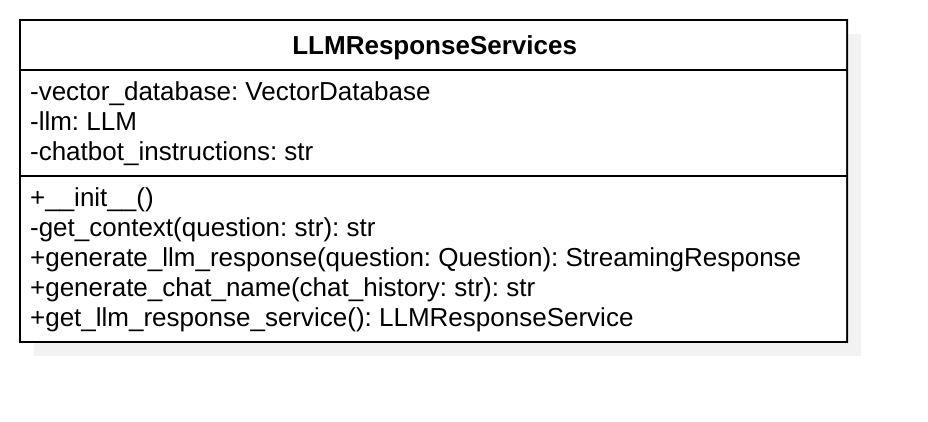 LLMResponseServices
-vector_database: VectorDatabase
-llm: LLM
-chatbot_instructions: str
+__init__()
-get_context(question: str): str
+generate_llm_response(question: Question): StreamingResponse
+generate_chat_name(chat_history: str): str
+get_llm_response_service(): LLMResponseService